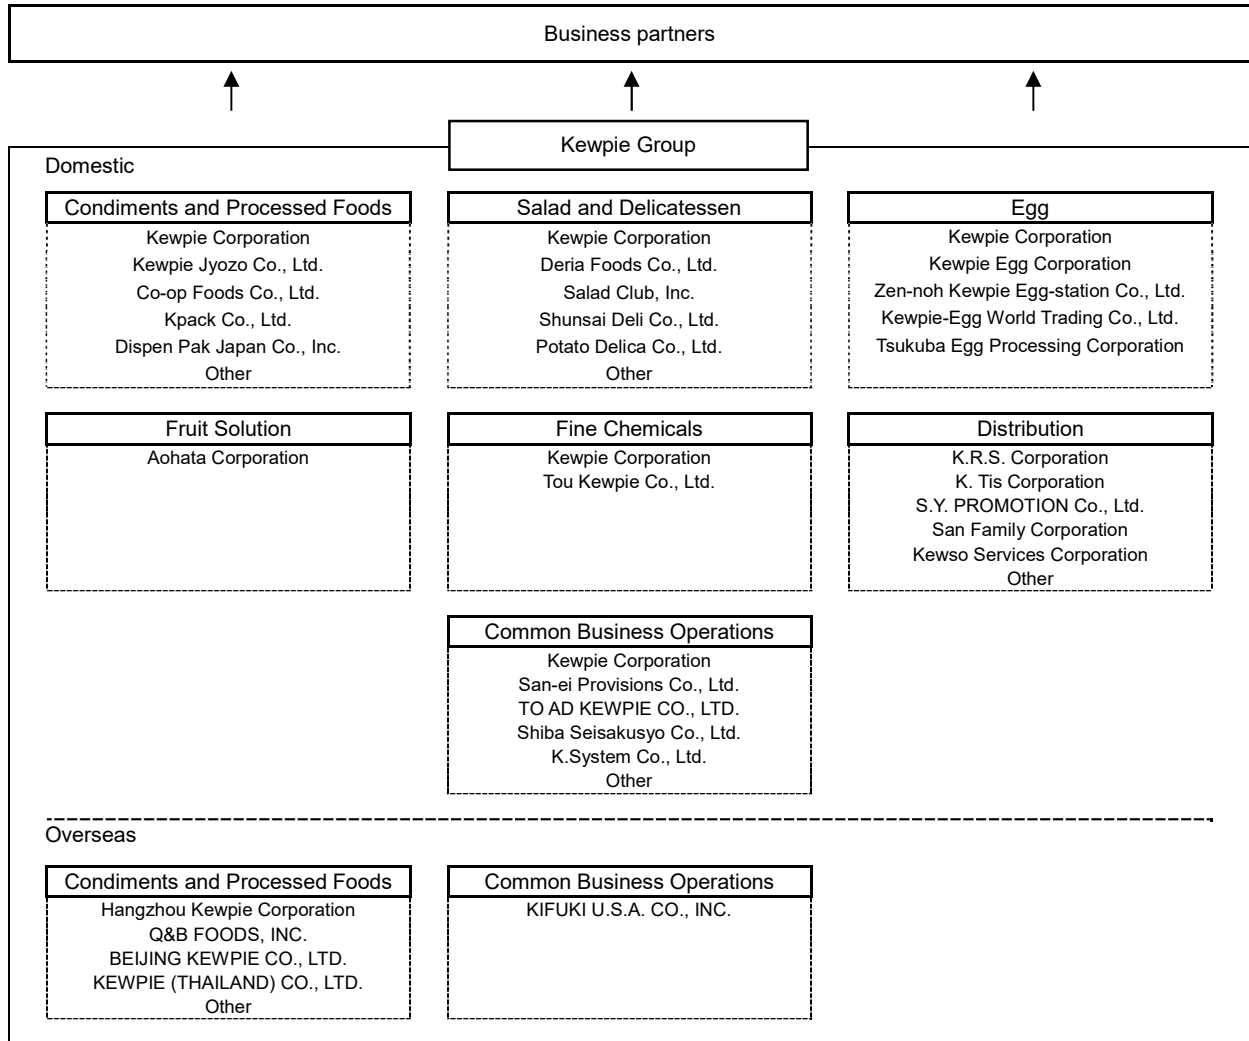 Business partners
Kewpie Group
Domestic
Condiments and Processed Foods
Kewpie Corporation
Kewpie Jyozo Co., Ltd.
Co-op Foods Co., Ltd.
Kpack Co., Ltd.
Dispen Pak Japan Co., Inc.
Other
Salad and Delicatessen
Kewpie Corporation
Deria Foods Co., Ltd.
Salad Club, Inc.
Shunsai Deli Co., Ltd.
Potato Delica Co., Ltd.
Other
Egg
Kewpie Corporation
Kewpie Egg Corporation
Zen-noh Kewpie Egg-station Co., Ltd.
Kewpie-Egg World Trading Co., Ltd.
Tsukuba Egg Processing Corporation
Fruit Solution
Aohata Corporation
Fine Chemicals
Kewpie Corporation
Tou Kewpie Co., Ltd.
Distribution
K.R.S. Corporation
K. Tis Corporation
S.Y. PROMOTION Co., Ltd.
San Family Corporation
Kewso Services Corporation
Other
Common Business Operations
Kewpie Corporation
San-ei Provisions Co., Ltd.
TO AD KEWPIE CO., LTD.
Shiba Seisakusyo Co., Ltd.
K.System Co., Ltd.
Other
Overseas
Condiments and Processed Foods
Hangzhou Kewpie Corporation
Q&B FOODS, INC.
BEIJING KEWPIE CO., LTD.
KEWPIE (THAILAND) CO., LTD.
Other
Common Business Operations
KIFUKI U.S.A. CO., INC.